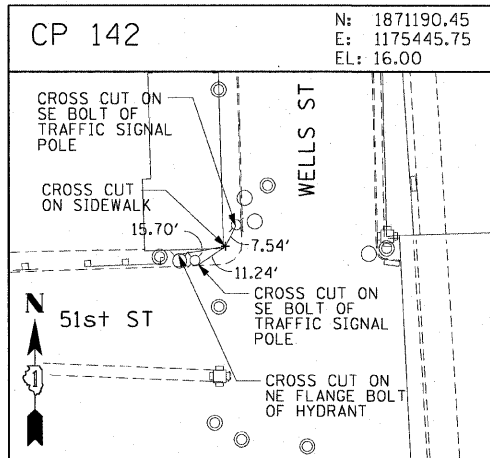 CP 142
N: 1871190.45
E: 1175445.75
EL: 16.00
CROSS CUT ON
SE BOLT OF
TRAFFIC SIGNAL
POLE
WELLS ST
CROSS CUT
ON SIDEWALK
15.70'
7.54'
11.24'
CROSS CUT ON
SE BOLT OF
TRAFFIC SIGNAL
POLE
N
51st ST
1
CROSS CUT ON
NE FLANGE BOLT
OF HYDRANT